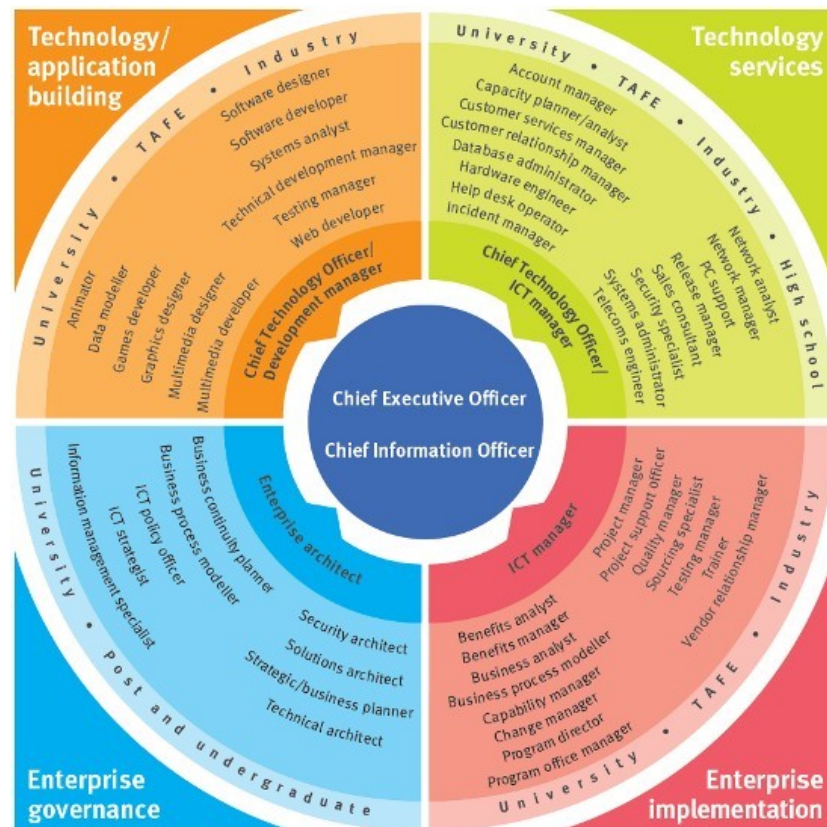 Technology/
application
building
University • TAFE • Industry
Software designer
Software developer
Systems analyst
Technical development manager
Testing manager
Web developer
Animator
Data modeller
Games developer
Graphics designer
Multimedia designer
Multimedia developer
Chief Technology Officer/
Development manager
Technology
services
University • TAFE • Industry • High school
Account manager
Capacity planner/analyst
Customer services manager
Customer relationship manager
Database administrator
Hardware engineer
Help desk operator
Incident manager
Network analyst
Network manager
PC support
Release manager
Sales consultant
Security specialist
Systems administrator
Telecoms engineer
Chief Technology Officer/
ICT manager
Chief Executive Officer
Chief Information Officer
Enterprise architect
Business continuity planner
Business process modeller
ICT policy officer
ICT strategist
Information management specialist
Security architect
Solutions architect
Strategic/business planner
Technical architect
University • Post and undergraduate
Enterprise
governance
ICT manager
Project manager
Project support officer
Quality manager
Sourcing specialist
Testing manager
Trainer
Vendor relationship manager
Benefits analyst
Benefits manager
Business analyst
Business process modeller
Capability manager
Change manager
Program director
Program office manager
University • TAFE • Industry
Enterprise
implementation